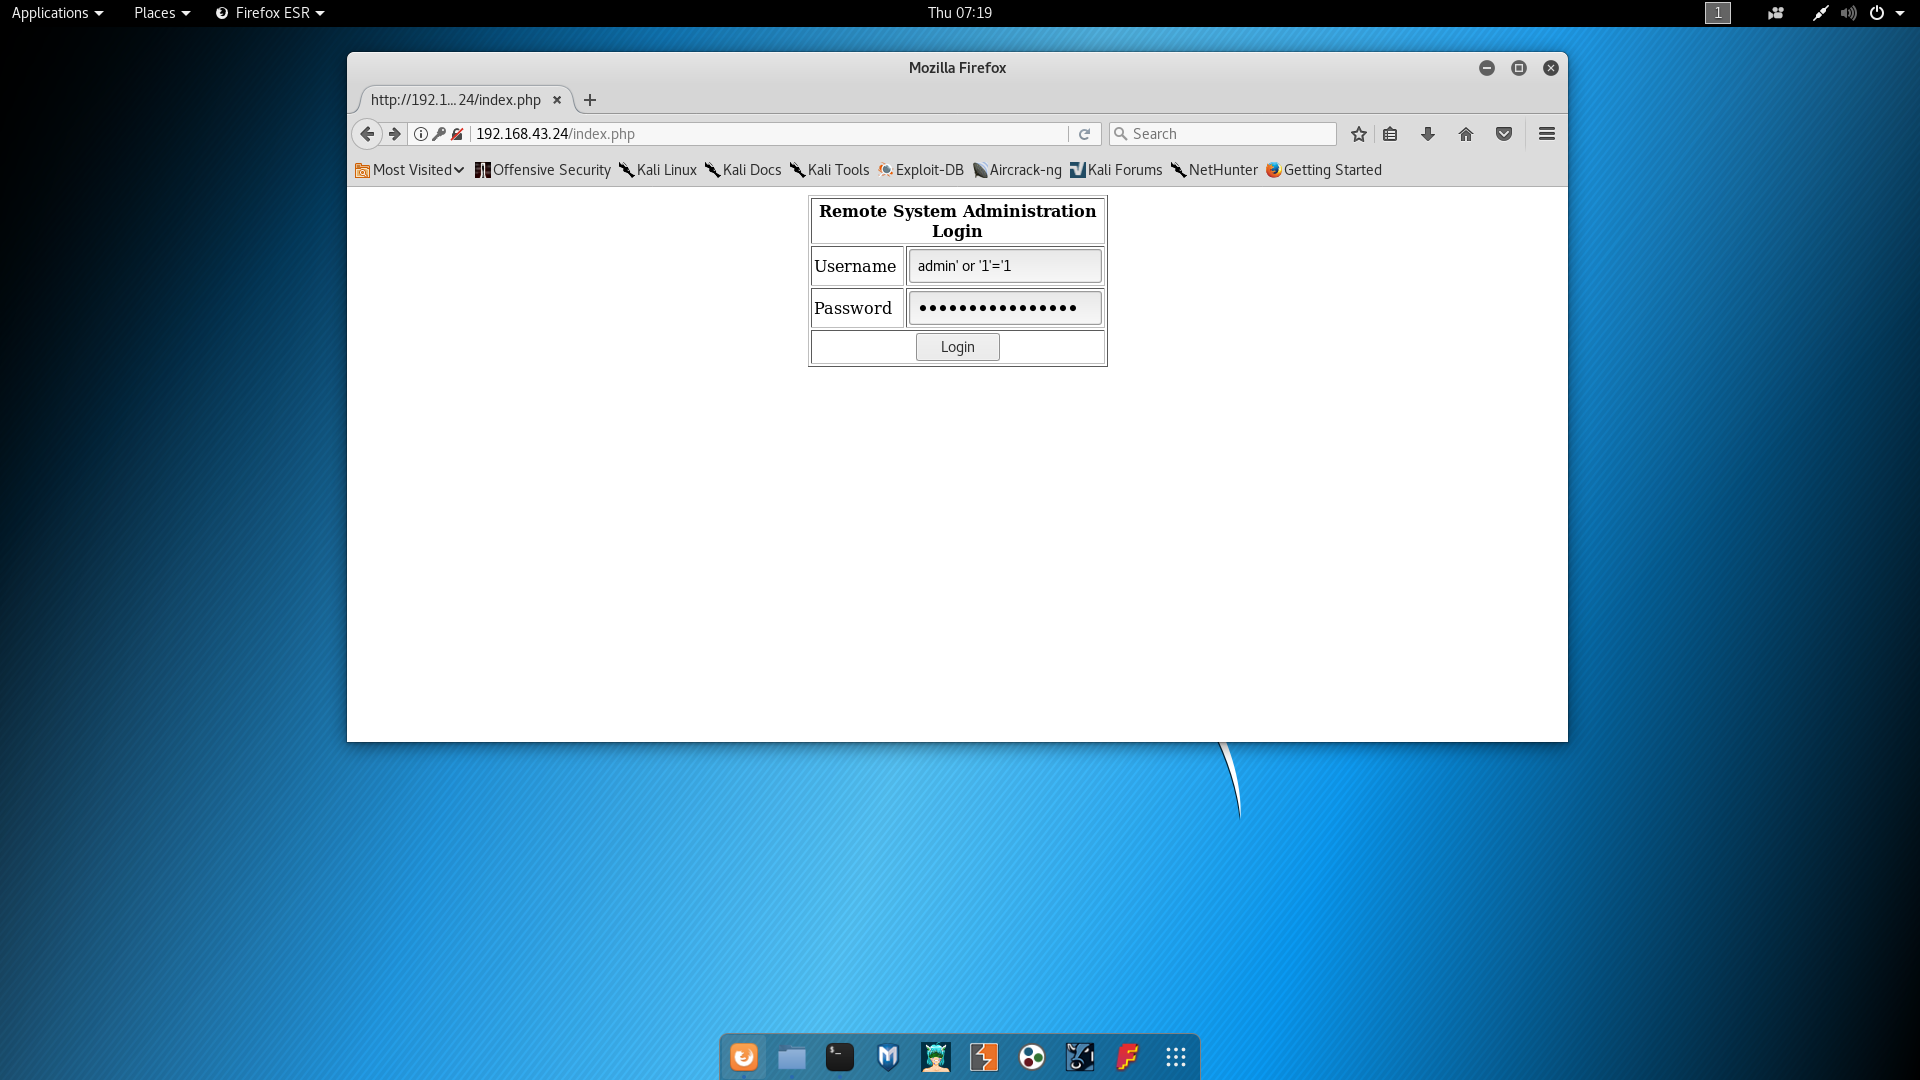 Applications Places Firefox ESR Thu 07:19 1
Mozilla Firefox
http://192.1...24/index.php
192.168.43.24/index.php Search
Most Visited Offensive Security Kali Linux Kali Docs Kali Tools Exploit-DB Aircrack-ng Kali Forums NetHunter Getting Started
Remote System Administration
Login
Username admin' or '1'='1
Password ••••••••••••••••
Login